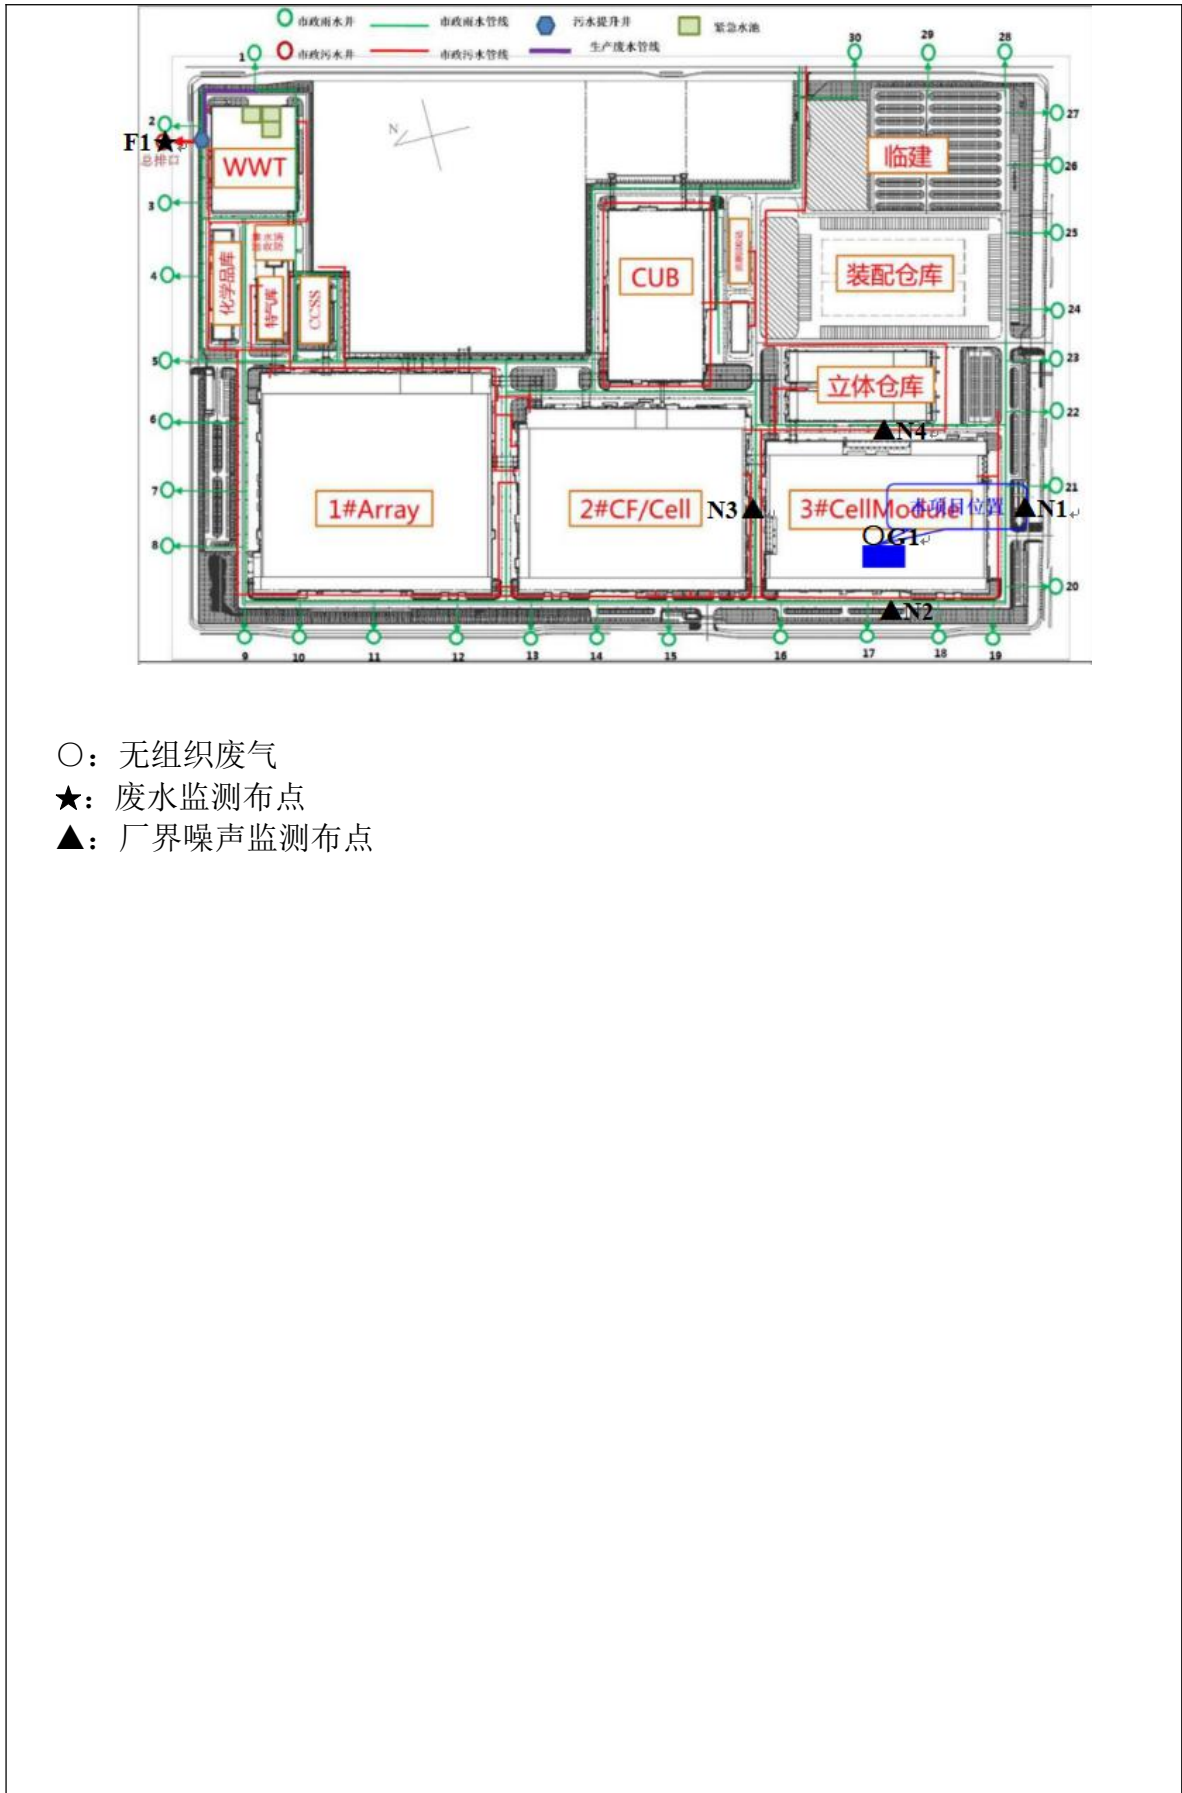 市政雨水井 市政雨水管线 污水提升井 紧急水池
市政污水井 市政污水管线 生产废水管线
30 29 28
1
27
2
F1
总排口
WWT
N
临建
26
3
25
化学品库
特气库
CCSS
CUB
装配仓库
4
24
5
23
立体仓库
22
6
N4
21
7
1#Array
2#CF/Cell
N3
3#CellModule
本项目位置
N1
G1
8
20
N2
9 10 11 12 13 14 15 16 17 18 19
○：无组织废气
★：废水监测布点
▲：厂界噪声监测布点